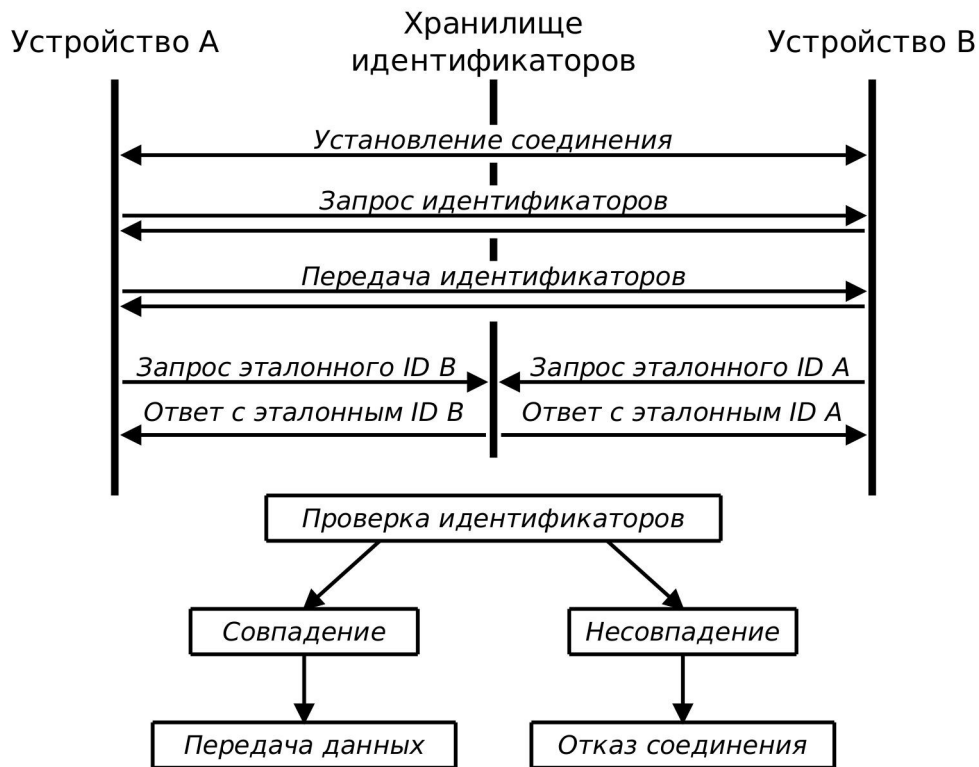 Устройство A
Хранилище
идентификаторов
Устройство B
Установление соединения
Запрос идентификаторов
Передача идентификаторов
Запрос эталонного ID B
Запрос эталонного ID A
Ответ с эталонным ID B
Ответ с эталонным ID A
Проверка идентификаторов
Совпадение
Несовпадение
Передача данных
Отказ соединения